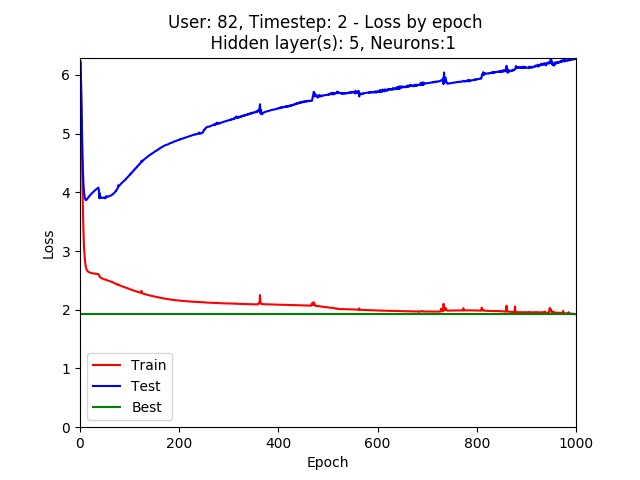 User: 82, Timestep: 2 - Loss by epoch
Hidden layer(s): 5, Neurons:1
6
5
4
3
2
1
0
Loss
Train
Test
Best
0 200 400 600 800 1000
Epoch